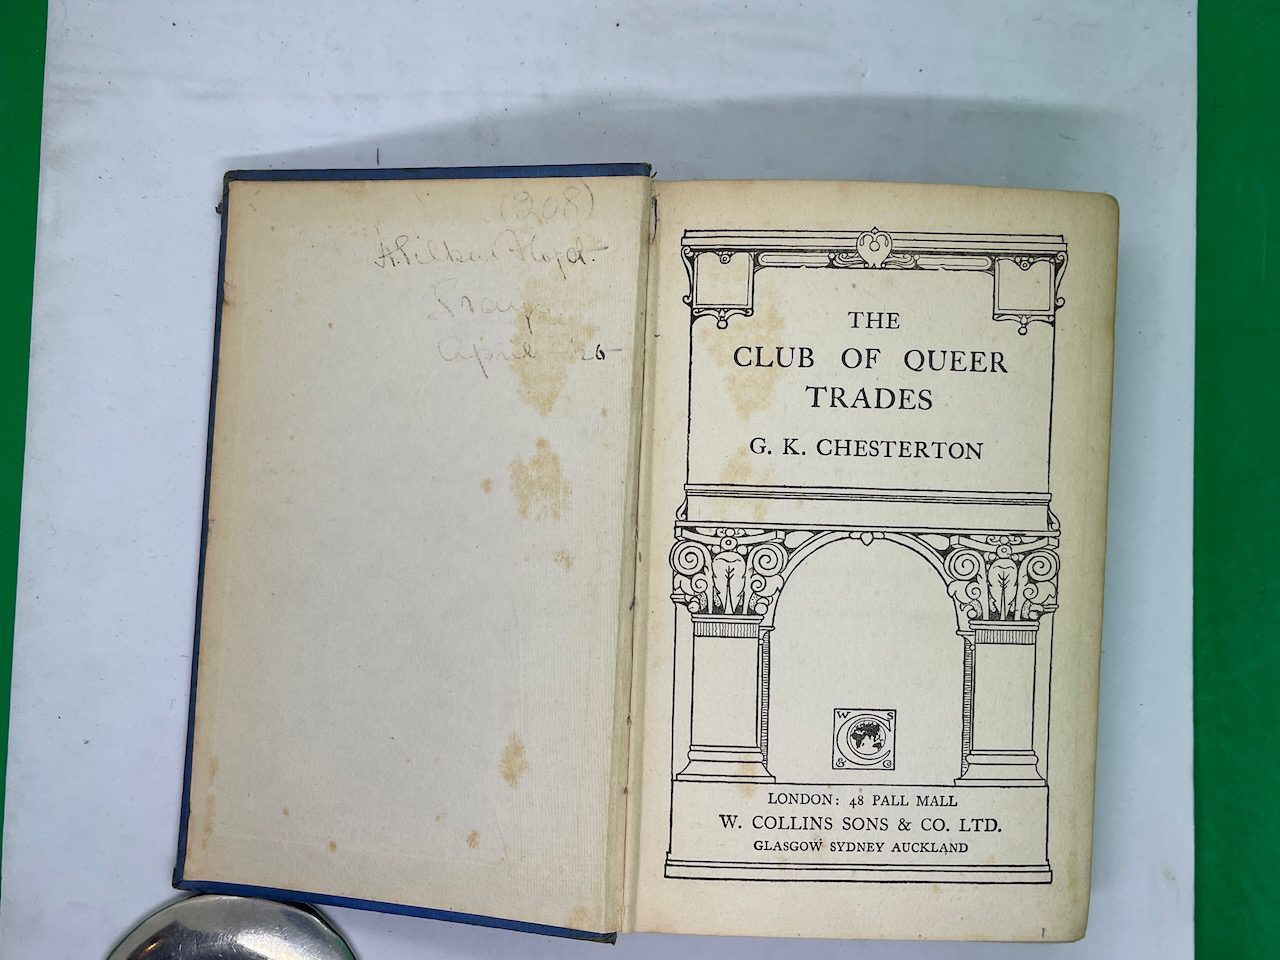 (208)
April - 26
THE
CLUB OF QUEER
TRADES
G. K. CHESTERTON
W S
& C
LONDON: 48 PALL MALL
W. COLLINS SONS & CO. LTD.
GLASGOW SYDNEY AUCKLAND